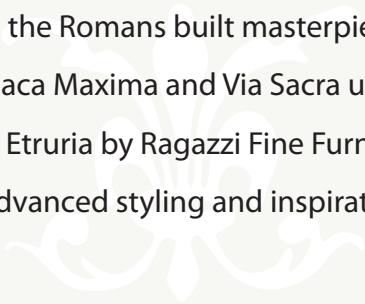 the Romans built masterpie
aca Maxima and Via Sacra u
Etruria by Ragazzi Fine Furn
dvanced styling and inspirat